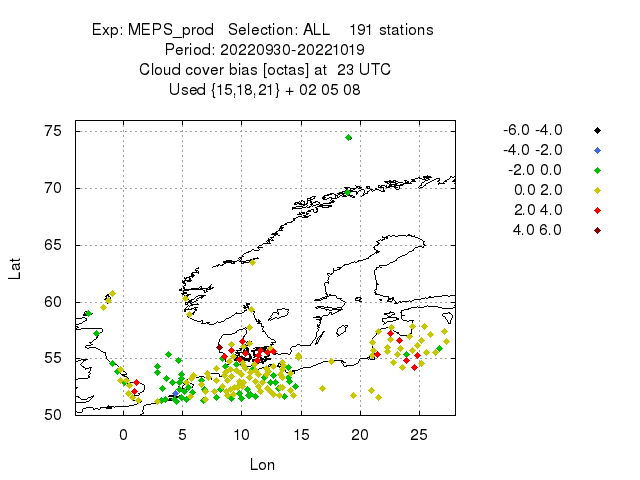 Exp: MEPS_prod Selection: ALL 191 stations
Period: 20220930-20221019
Cloud cover bias [octas] at 23 UTC
Used {15,18,21} + 02 05 08
-6.0 -4.0
-4.0 -2.0
-2.0 0.0
0.0 2.0
2.0 4.0
4.0 6.0
75
70
65
60
55
50
Lat
0 5 10 15 20 25
Lon